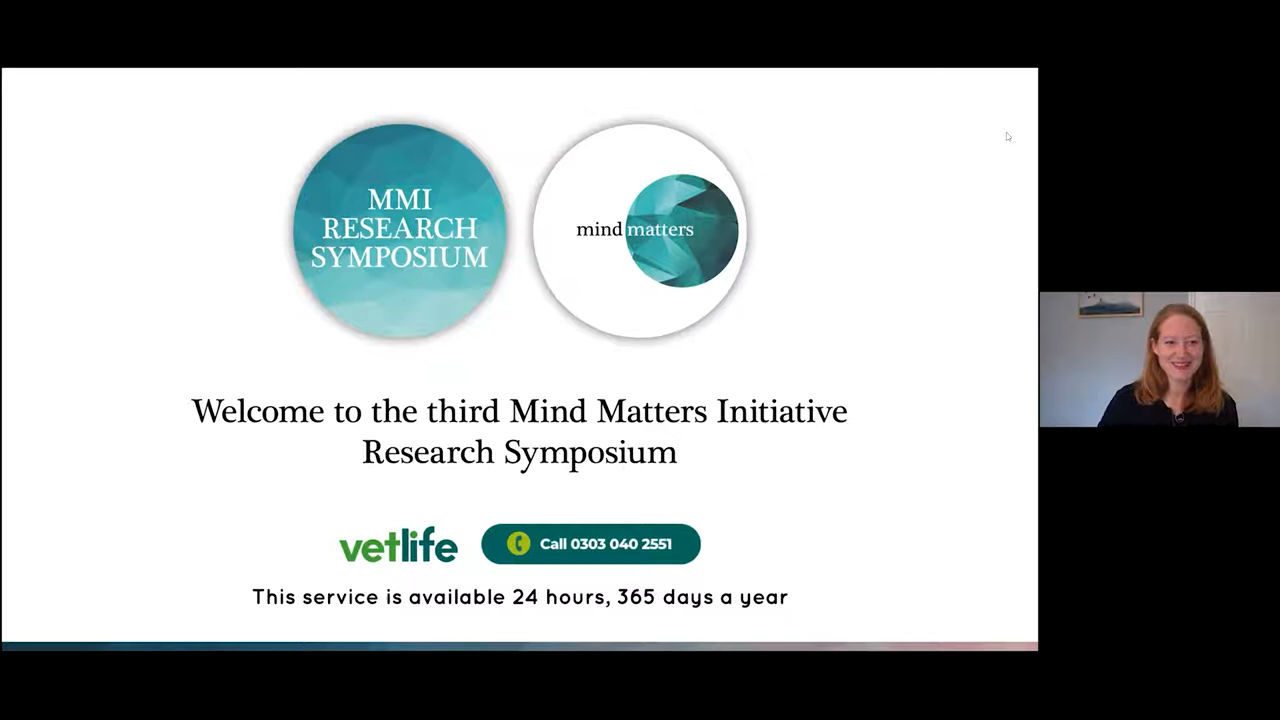 MMI
RESEARCH
SYMPOSIUM
mind matters
Welcome to the third Mind Matters Initiative
Research Symposium
vetlife
Call 0303 040 2551
This service is available 24 hours, 365 days a year